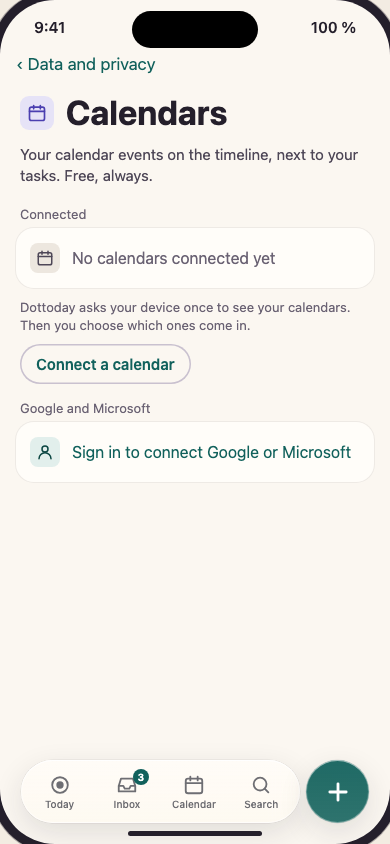 9:41
100 %
‹ Data and privacy
Calendars
Your calendar events on the timeline, next to your
tasks. Free, always.
Connected
No calendars connected yet
Dottoday asks your device once to see your calendars.
Then you choose which ones come in.
Connect a calendar
Google and Microsoft
Sign in to connect Google or Microsoft
3
Today
Inbox
Calendar
Search